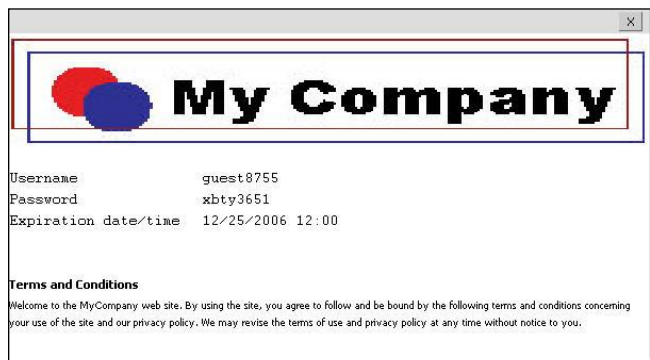 X
My Company
Username guest8755
Password xbty3651
Expiration date/time 12/25/2006 12:00
Terms and Conditions
Welcome to the MyCompany web site. By using the site, you agree to follow and be bound by the following terms and conditions concerning
your use of the site and our privacy policy. We may revise the terms of use and privacy policy at any time without notice to you.